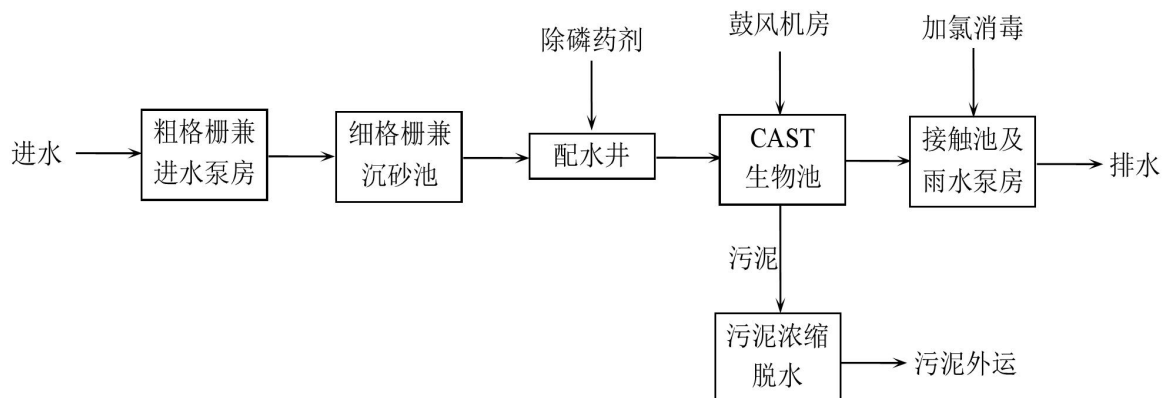 除磷药剂
鼓风机房
加氯消毒
进水
粗格栅兼
进水泵房
细格栅兼
沉砂池
配水井
CAST
生物池
接触池及
雨水泵房
排水
污泥
污泥浓缩
脱水
污泥外运